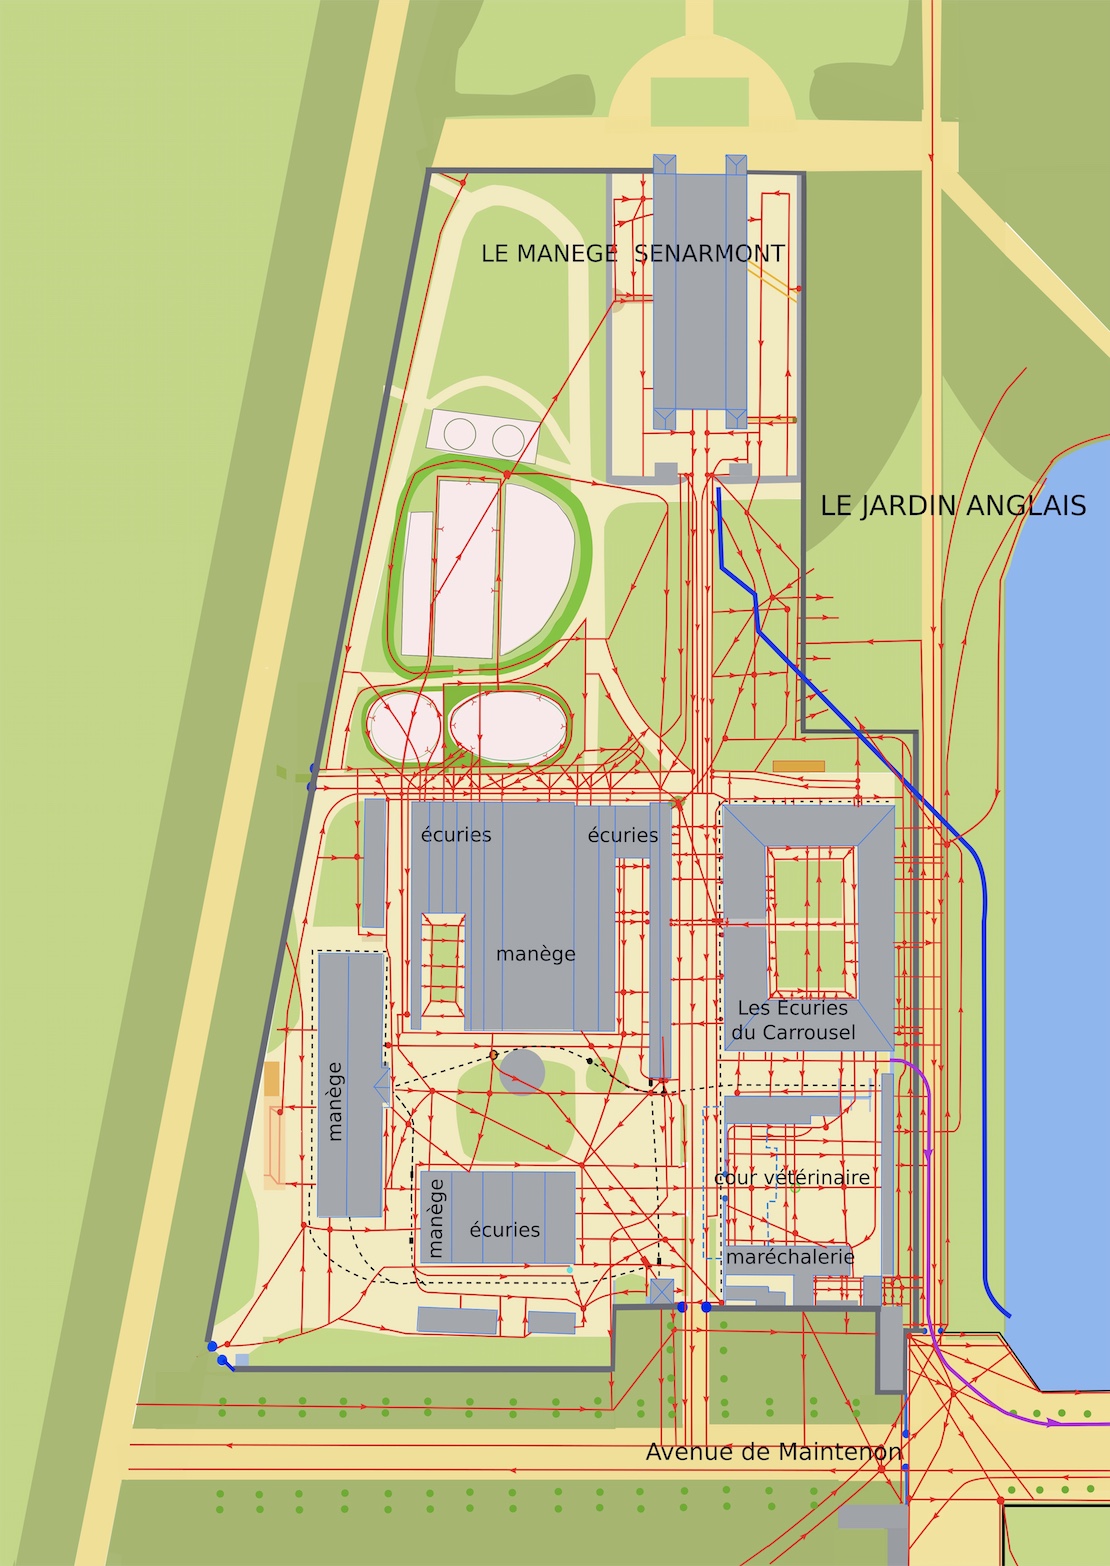 LE MANEGE SENARMONT
LE JARDIN ANGLAIS
écuries
écuries
manège
Les Ecuries
du Carrousel
manège
cour vétérinaire
manège
écuries
maréchalerie
Avenue de Maintenon